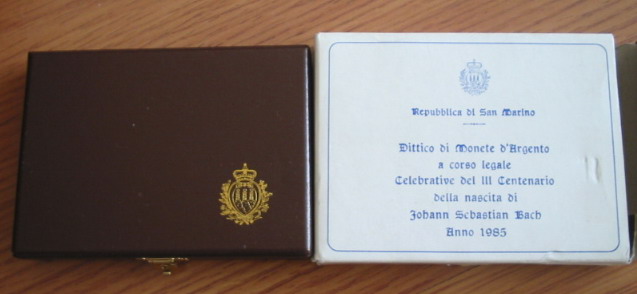 Repubblica di San Marino
Dittico di Monete d'Argento
a corso legale
Celebrative del III Centenario
della nascita di
Johann Sebastian Bach
Anno 1985